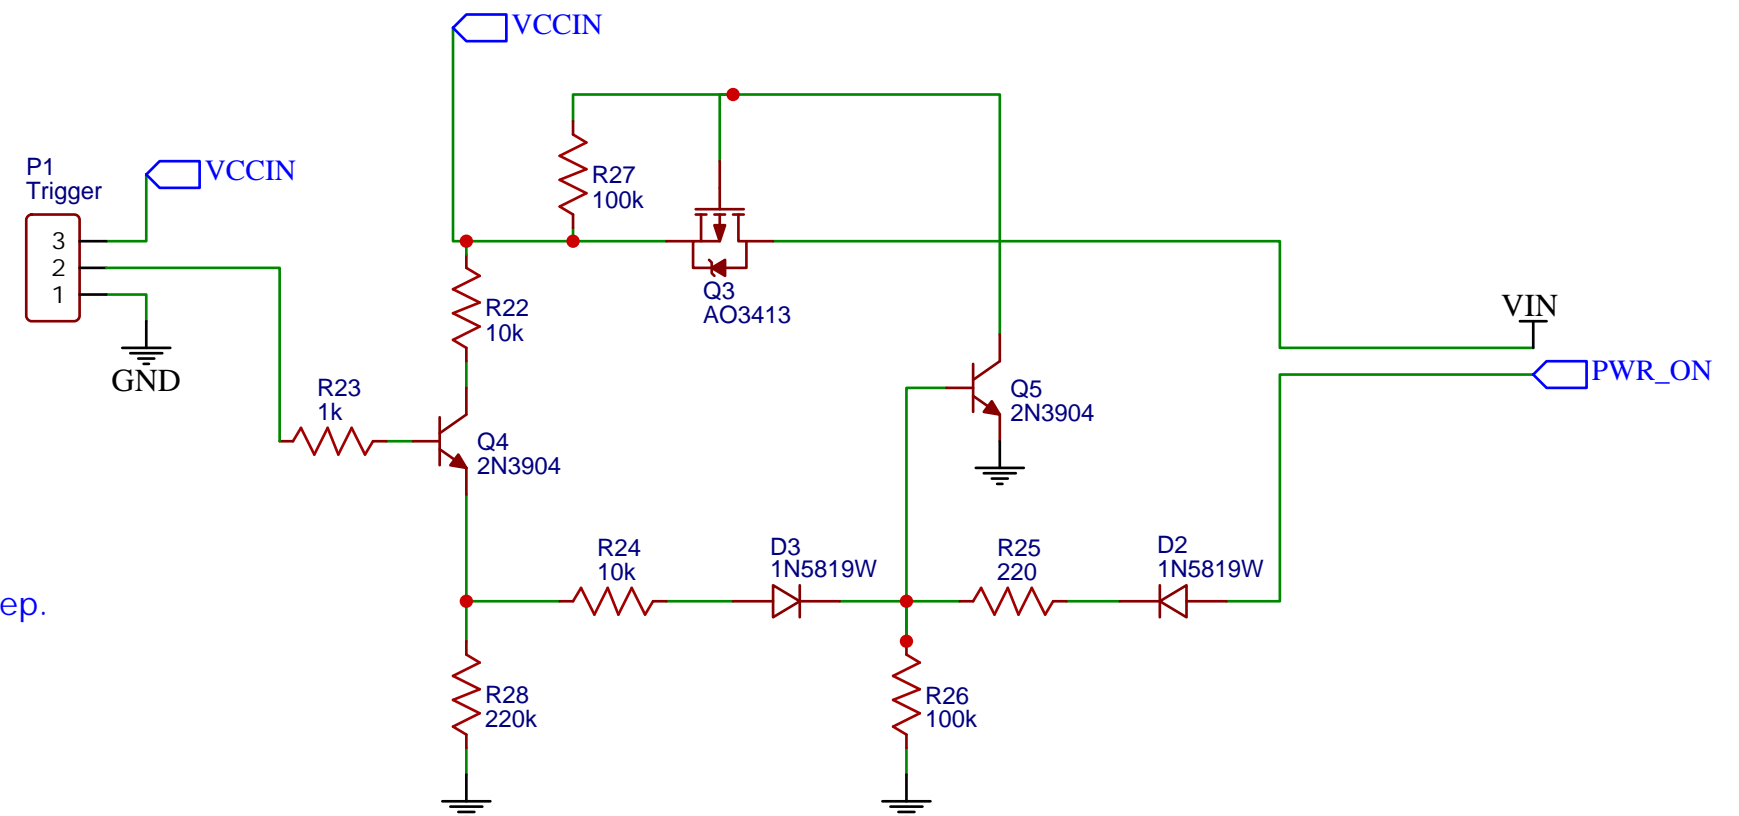 VCCIN
P1
Trigger
VCCIN
3
2
1
GND
R27
100k
Q3
AO3413
R22
10k
R23
1k
Q4
2N3904
Q5
2N3904
VIN
PWR_ON
R24
10k
D3
1N5819W
R25
220
D2
1N5819W
ep.
R28
220k
R26
100k